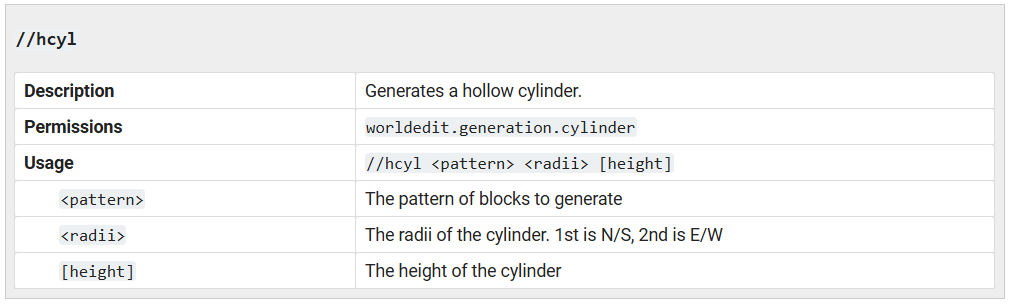 //hcyl
Description Generates a hollow cylinder.
Permissions worldedit.generation.cylinder
Usage //hcyl <pattern> <radii> [height]
<pattern> The pattern of blocks to generate
<radii> The radii of the cylinder. 1st is N/S, 2nd is E/W
[height] The height of the cylinder